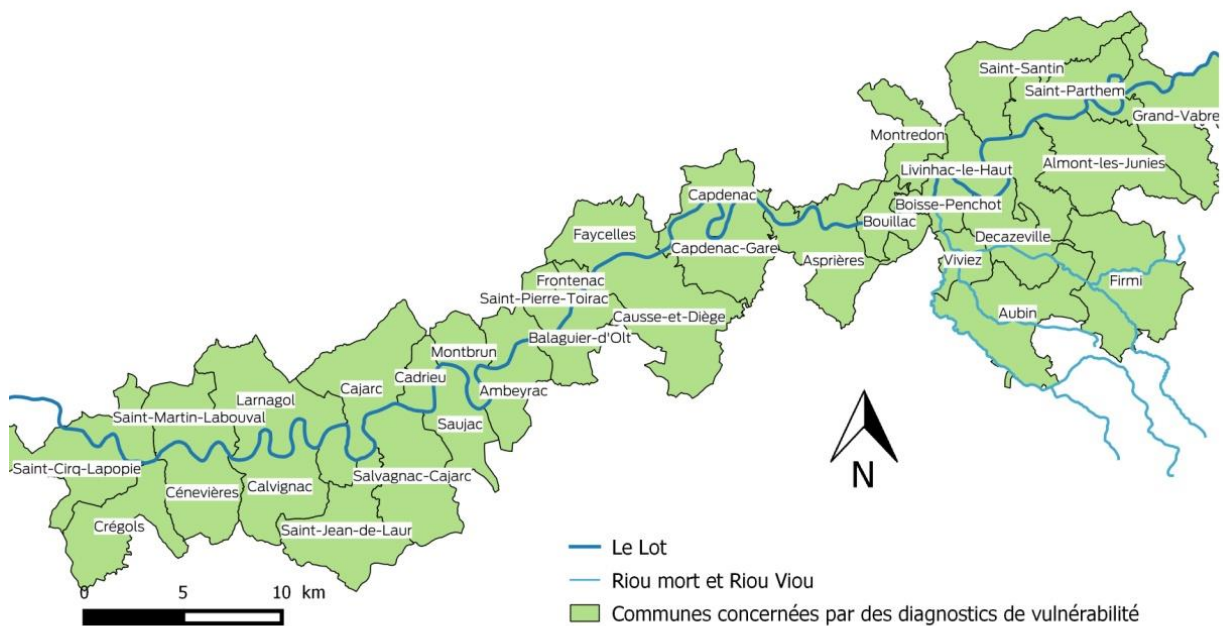 Saint-Santin
Saint-Parthem
Grand-Vabre
Montredon
Almont-les-Junies
Livinhac-le-Haut
Capdenac
Boisse-Penchot
Bouillac
Faycelles
Decazeville
Capdenac-Gare
Asprières
Viviez
Frontenac
Firmi
Saint-Pierre-Toirac
Causse-et-Diège
Aubin
Balaguier-d'Olt
Montbrun
Cadrieu
Cajarc
Ambeyrac
Larnagol
Saint-Martin-Labouval
Saujac
Saint-Cirq-Lapopie
Salvagnac-Cajarc
Cénevières
Calvignac
Crégols
Saint-Jean-de-Laur
N
0 5 10 km
Le Lot
Riou mort et Riou Viou
Communes concernées par des diagnostics de vulnérabilité